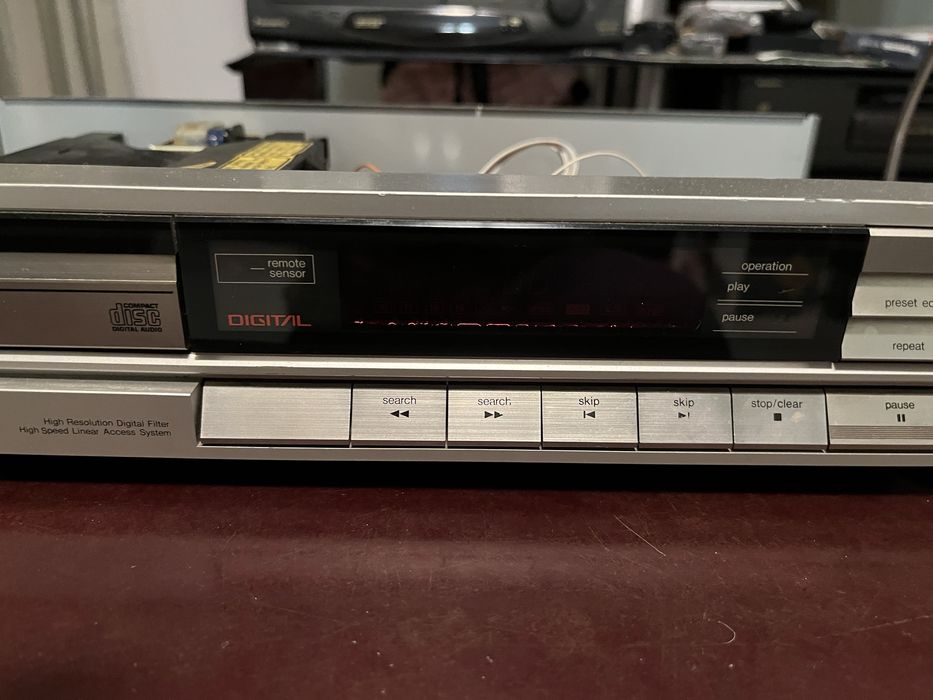 remote
sensor
DIGITAL
operation
play
pause
COMPACT
disc
DIGITAL AUDIO
preset
repeat
High Resolution Digital Filter
High Speed Linear Access System
search
search
skip
skip
stop/clear
pause